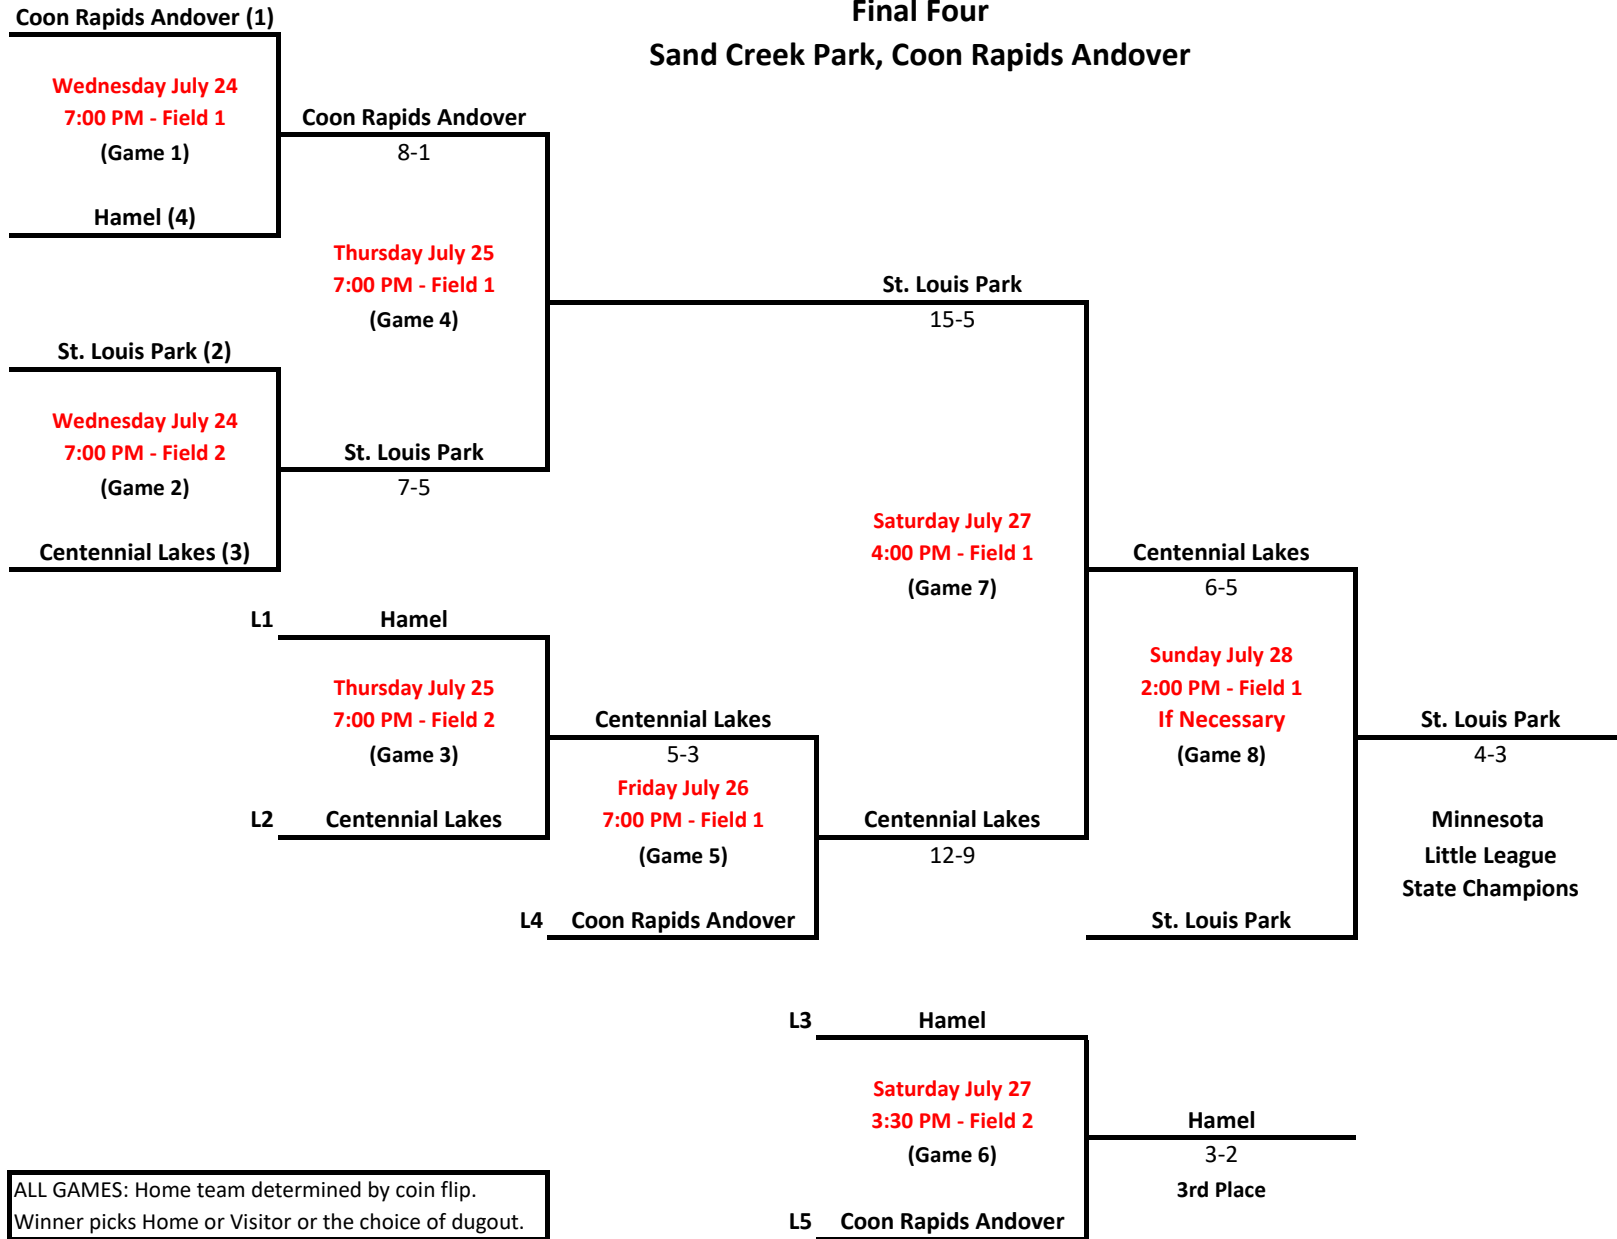 Final Four
Sand Creek Park, Coon Rapids Andover
Coon Rapids Andover (1)
Wednesday July 24
7:00 PM - Field 1
(Game 1)
Hamel (4)
Coon Rapids Andover
8-1
Thursday July 25
7:00 PM - Field 1
(Game 4)
St. Louis Park (2)
Wednesday July 24
7:00 PM - Field 2
(Game 2)
Centennial Lakes (3)
St. Louis Park
7-5
St. Louis Park
15-5
Saturday July 27
4:00 PM - Field 1
(Game 7)
L1 Hamel
Thursday July 25
7:00 PM - Field 2
(Game 3)
L2 Centennial Lakes
Centennial Lakes
5-3
Friday July 26
7:00 PM - Field 1
(Game 5)
L4 Coon Rapids Andover
Centennial Lakes
12-9
Centennial Lakes
6-5
Sunday July 28
2:00 PM - Field 1
If Necessary
(Game 8)
St. Louis Park
St. Louis Park
4-3
Minnesota
Little League
State Champions
L3 Hamel
Saturday July 27
3:30 PM - Field 2
(Game 6)
L5 Coon Rapids Andover
Hamel
3-2
3rd Place
ALL GAMES: Home team determined by coin flip.
Winner picks Home or Visitor or the choice of dugout.